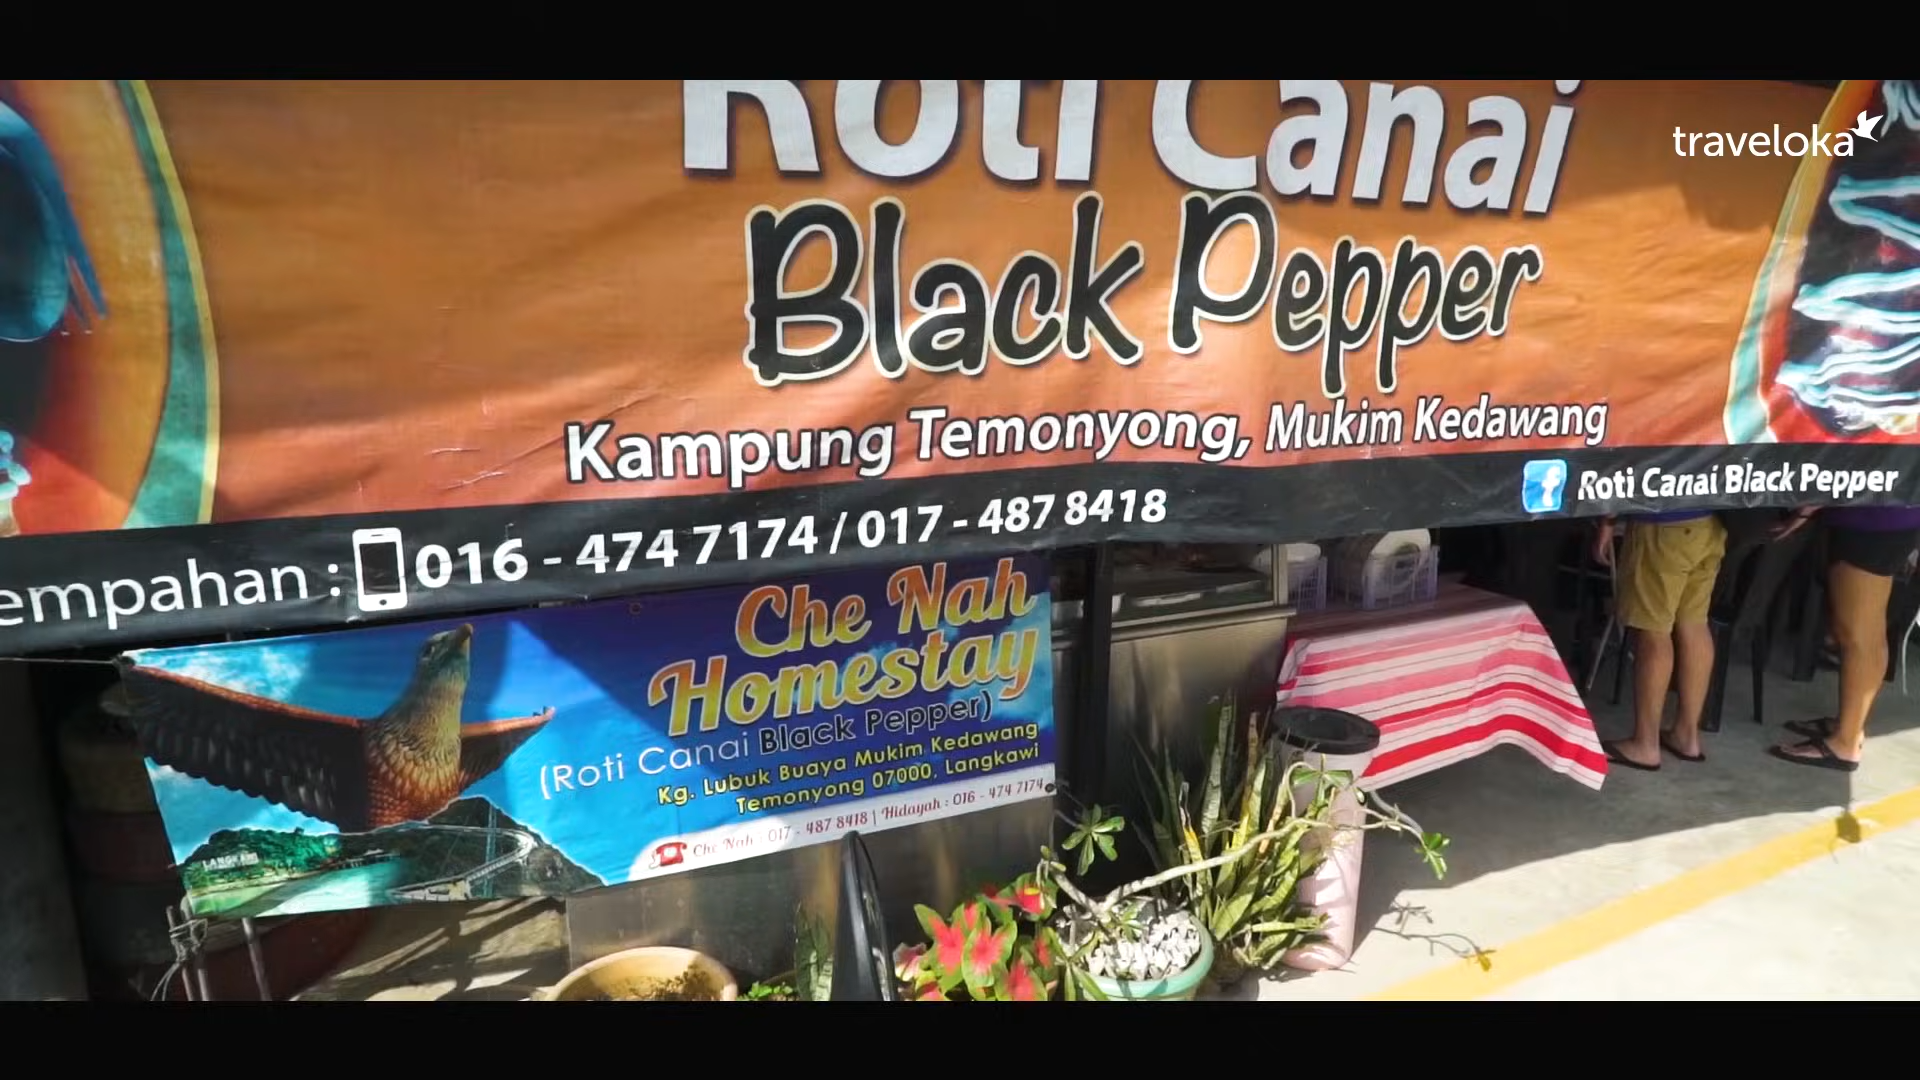 Roti Canai
traveloka
Black Pepper
Kampung Temonyong, Mukim Kedawang
empahan : 016 - 474 7174 / 017 - 487 8418
Roti Canai Black Pepper
Che Nah
Homestay
(Roti Canai Black Pepper)
Kg. Lubuk Buaya Mukim Kedawang
Temonyong 07000, Langkawi
Che Nah : 017 - 487 8418 | Hidayah : 016 - 474 7174
LANGKAWI